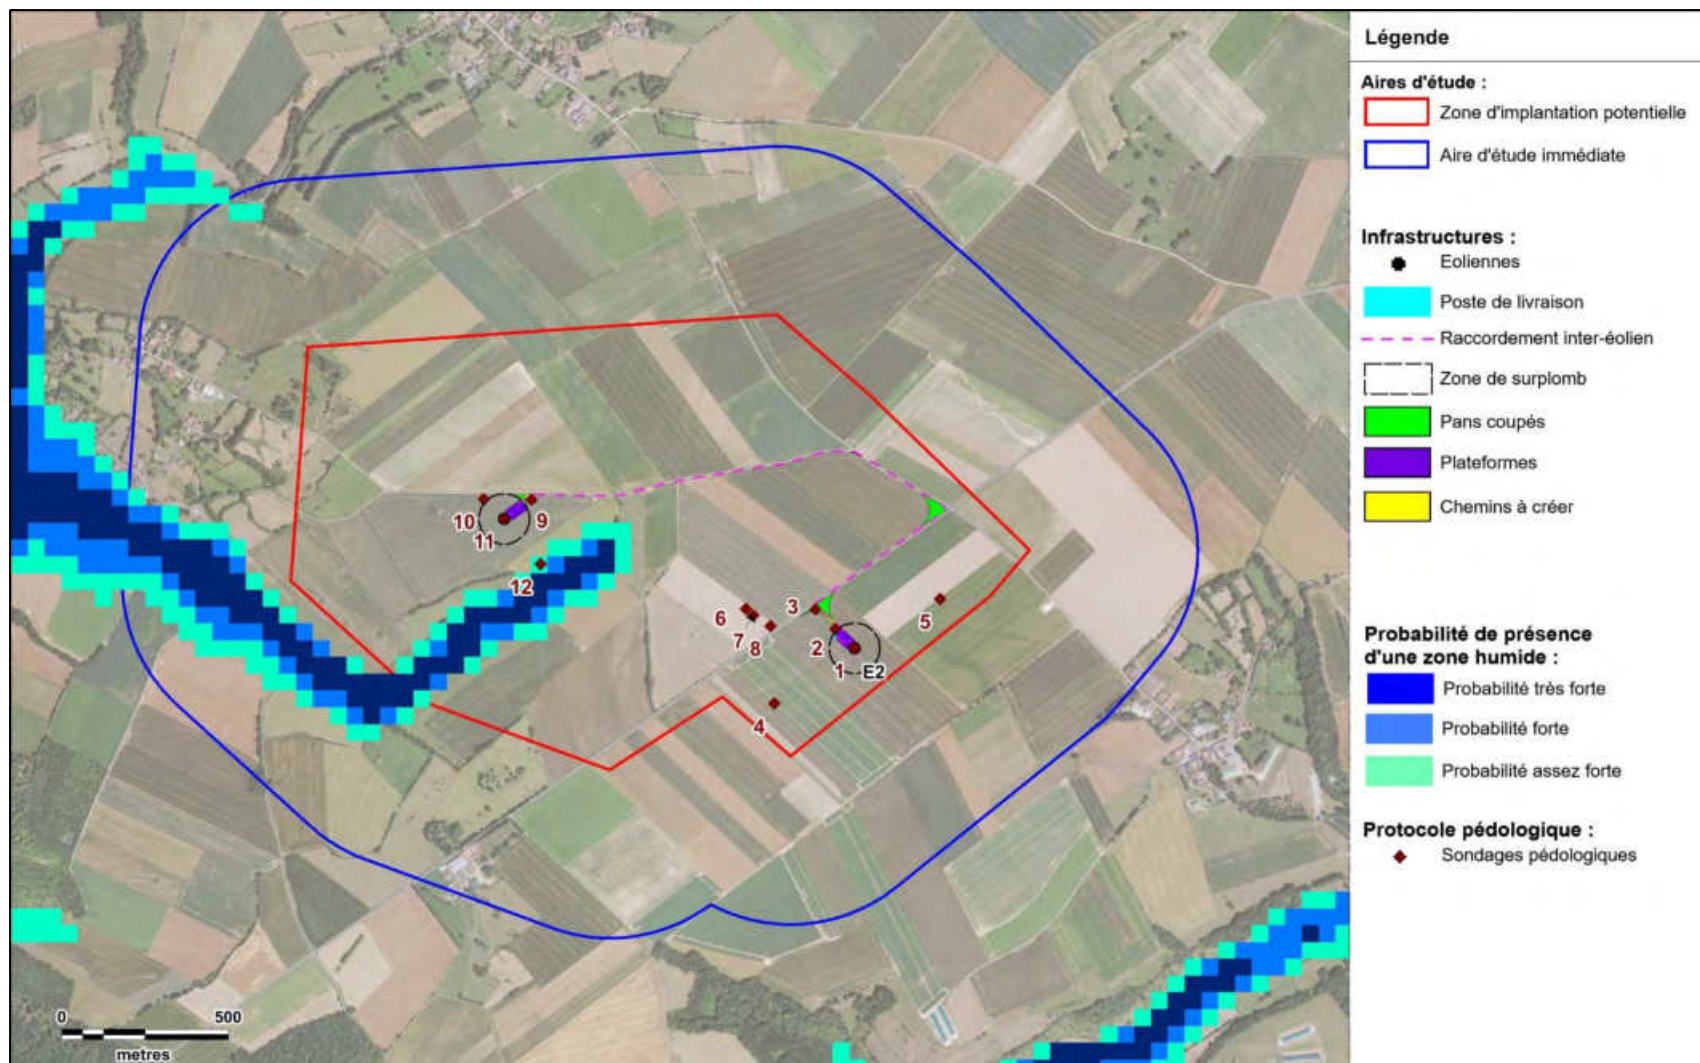 Légende
Aires d'étude :
Zone d'implantation potentielle
Aire d'étude immédiate
Infrastructures :
Eoliennes
Poste de livraison
Raccordement inter-éolien
Zone de surplomb
Pans coupés
Plateformes
Chemins à créer
Probabilité de présence
d'une zone humide :
Probabilité très forte
Probabilité forte
Probabilité assez forte
Protocole pédologique :
Sondages pédologiques
10
9
11
12
3
5
6
7
2
8
1
E2
4
0 500
metres